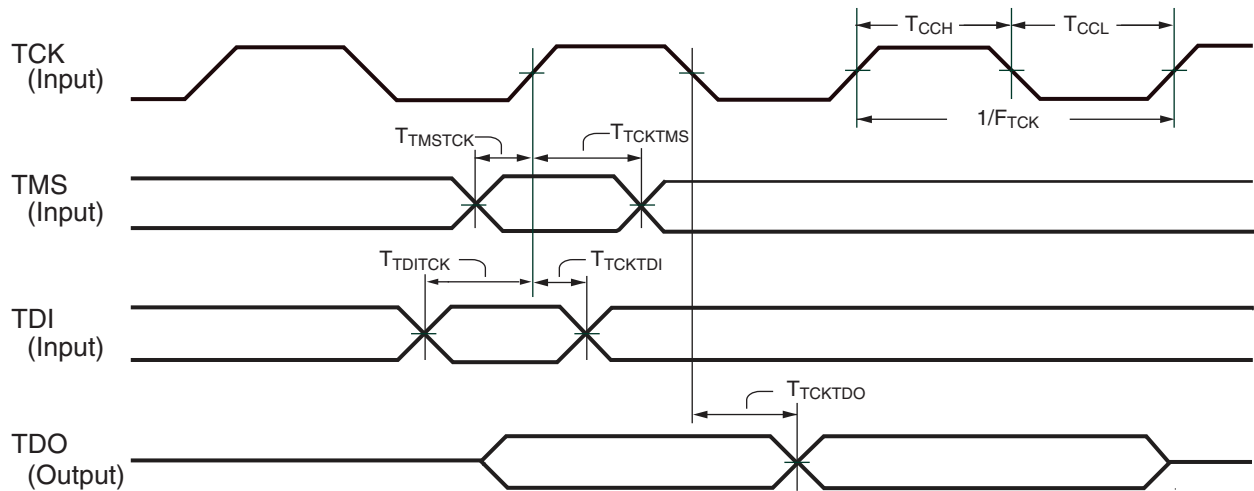 TCK
(Input)
TCCH
TCCL
1/FTCK
TTMSTCK
TTCKTMS
TMS
(Input)
TTDITCK
TTCKTDI
TDI
(Input)
TTCKTDO
TDO
(Output)